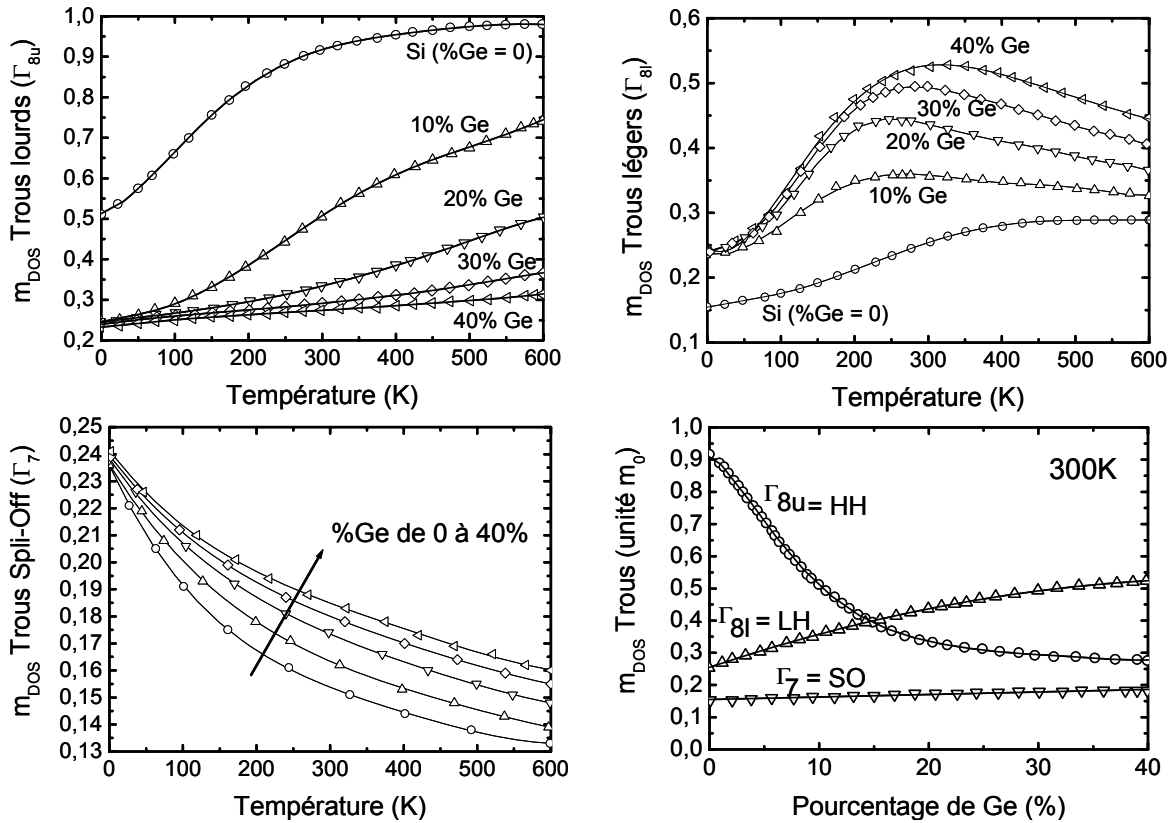 m_DOS Trous lourds (Γ_8u)
1,0
0,9
0,8
0,7
0,6
0,5
0,4
0,3
0,2
Si (%Ge = 0)
10% Ge
20% Ge
30% Ge
40% Ge
0 100 200 300 400 500 600
Température (K)
m_DOS Trous légers (Γ_8l)
0,6
0,5
0,4
0,3
0,2
0,1
40% Ge
30% Ge
20% Ge
10% Ge
Si (%Ge = 0)
0 100 200 300 400 500 600
Température (K)
m_DOS Trous Spli-Off (Γ_7)
0,25
0,24
0,23
0,22
0,21
0,20
0,19
0,18
0,17
0,16
0,15
0,14
0,13
%Ge de 0 à 40%
0 100 200 300 400 500 600
Température (K)
m_DOS Trous (unité m_0)
1,0
0,9
0,8
0,7
0,6
0,5
0,4
0,3
0,2
0,1
0,0
300K
Γ_8u = HH
Γ_8l = LH
Γ_7 = SO
0 10 20 30 40
Pourcentage de Ge (%)